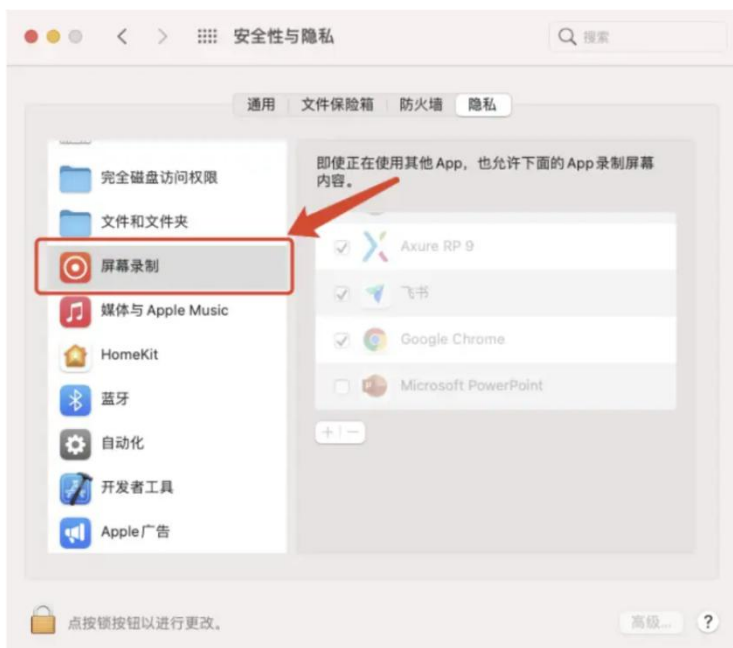 安全性与隐私
搜索
通用 文件保险箱 防火墙 隐私
完全磁盘访问权限
文件和文件夹
屏幕录制
媒体与 Apple Music
HomeKit
蓝牙
自动化
开发者工具
Apple广告
即使正在使用其他 App，也允许下面的 App 录制屏幕
内容。
Axure RP 9
飞书
Google Chrome
Microsoft PowerPoint
点按锁按钮以进行更改。
高级...
?